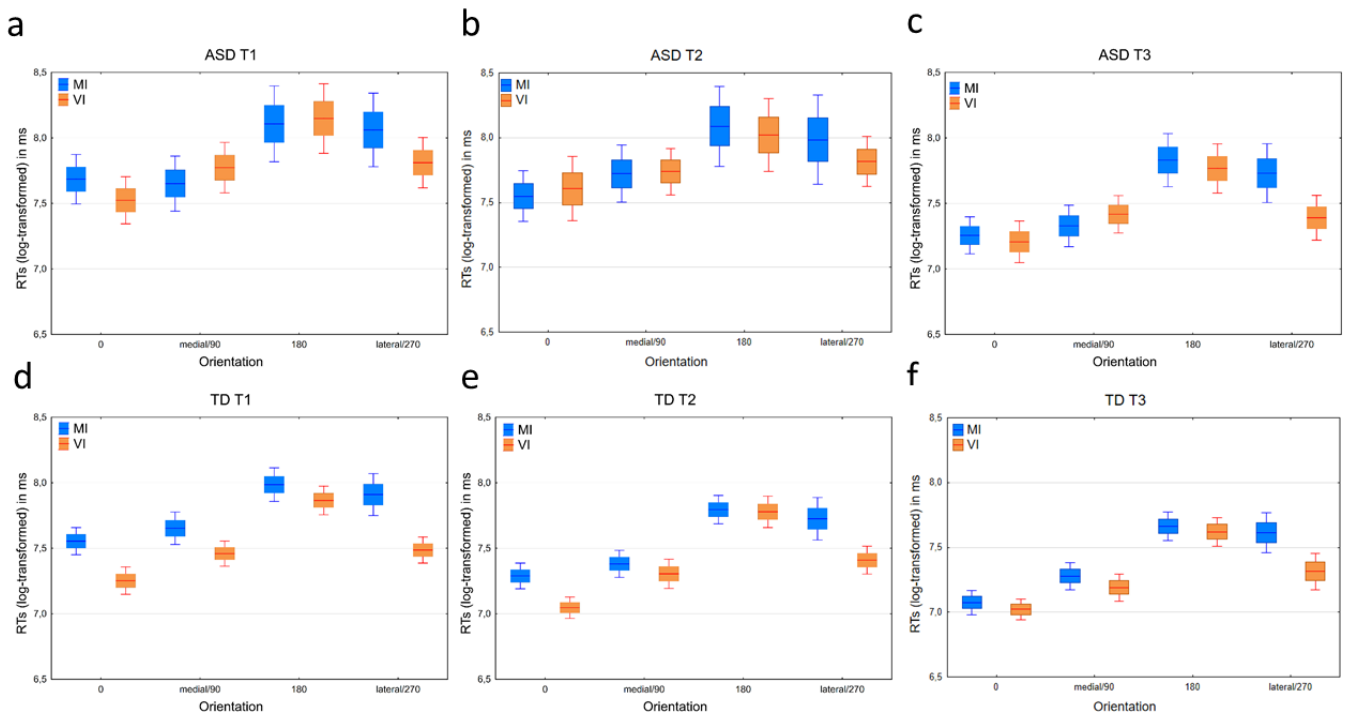 a
ASD T1
8,5
MI
VI
8,0
7,5
7,0
6,5
RTs (log-transformed) in ms
0 medial/90 180 lateral/270
Orientation
b
ASD T2
8,5
MI
VI
8,0
7,5
7,0
6,5
RTs (log-transformed) in ms
0 medial/90 180 lateral/270
Orientation
c
ASD T3
8,5
MI
VI
8,0
7,5
7,0
6,5
RTs (log-transformed) in ms
0 medial/90 180 lateral/270
Orientation
d
TD T1
8,5
MI
VI
8,0
7,5
7,0
6,5
RTs (log-transformed) in ms
0 medial/90 180 lateral/270
Orientation
e
TD T2
8,5
MI
VI
8,0
7,5
7,0
6,5
RTs (log-transformed) in ms
0 medial/90 180 lateral/270
Orientation
f
TD T3
8,5
MI
VI
8,0
7,5
7,0
6,5
RTs (log-transformed) in ms
0 medial/90 180 lateral/270
Orientation